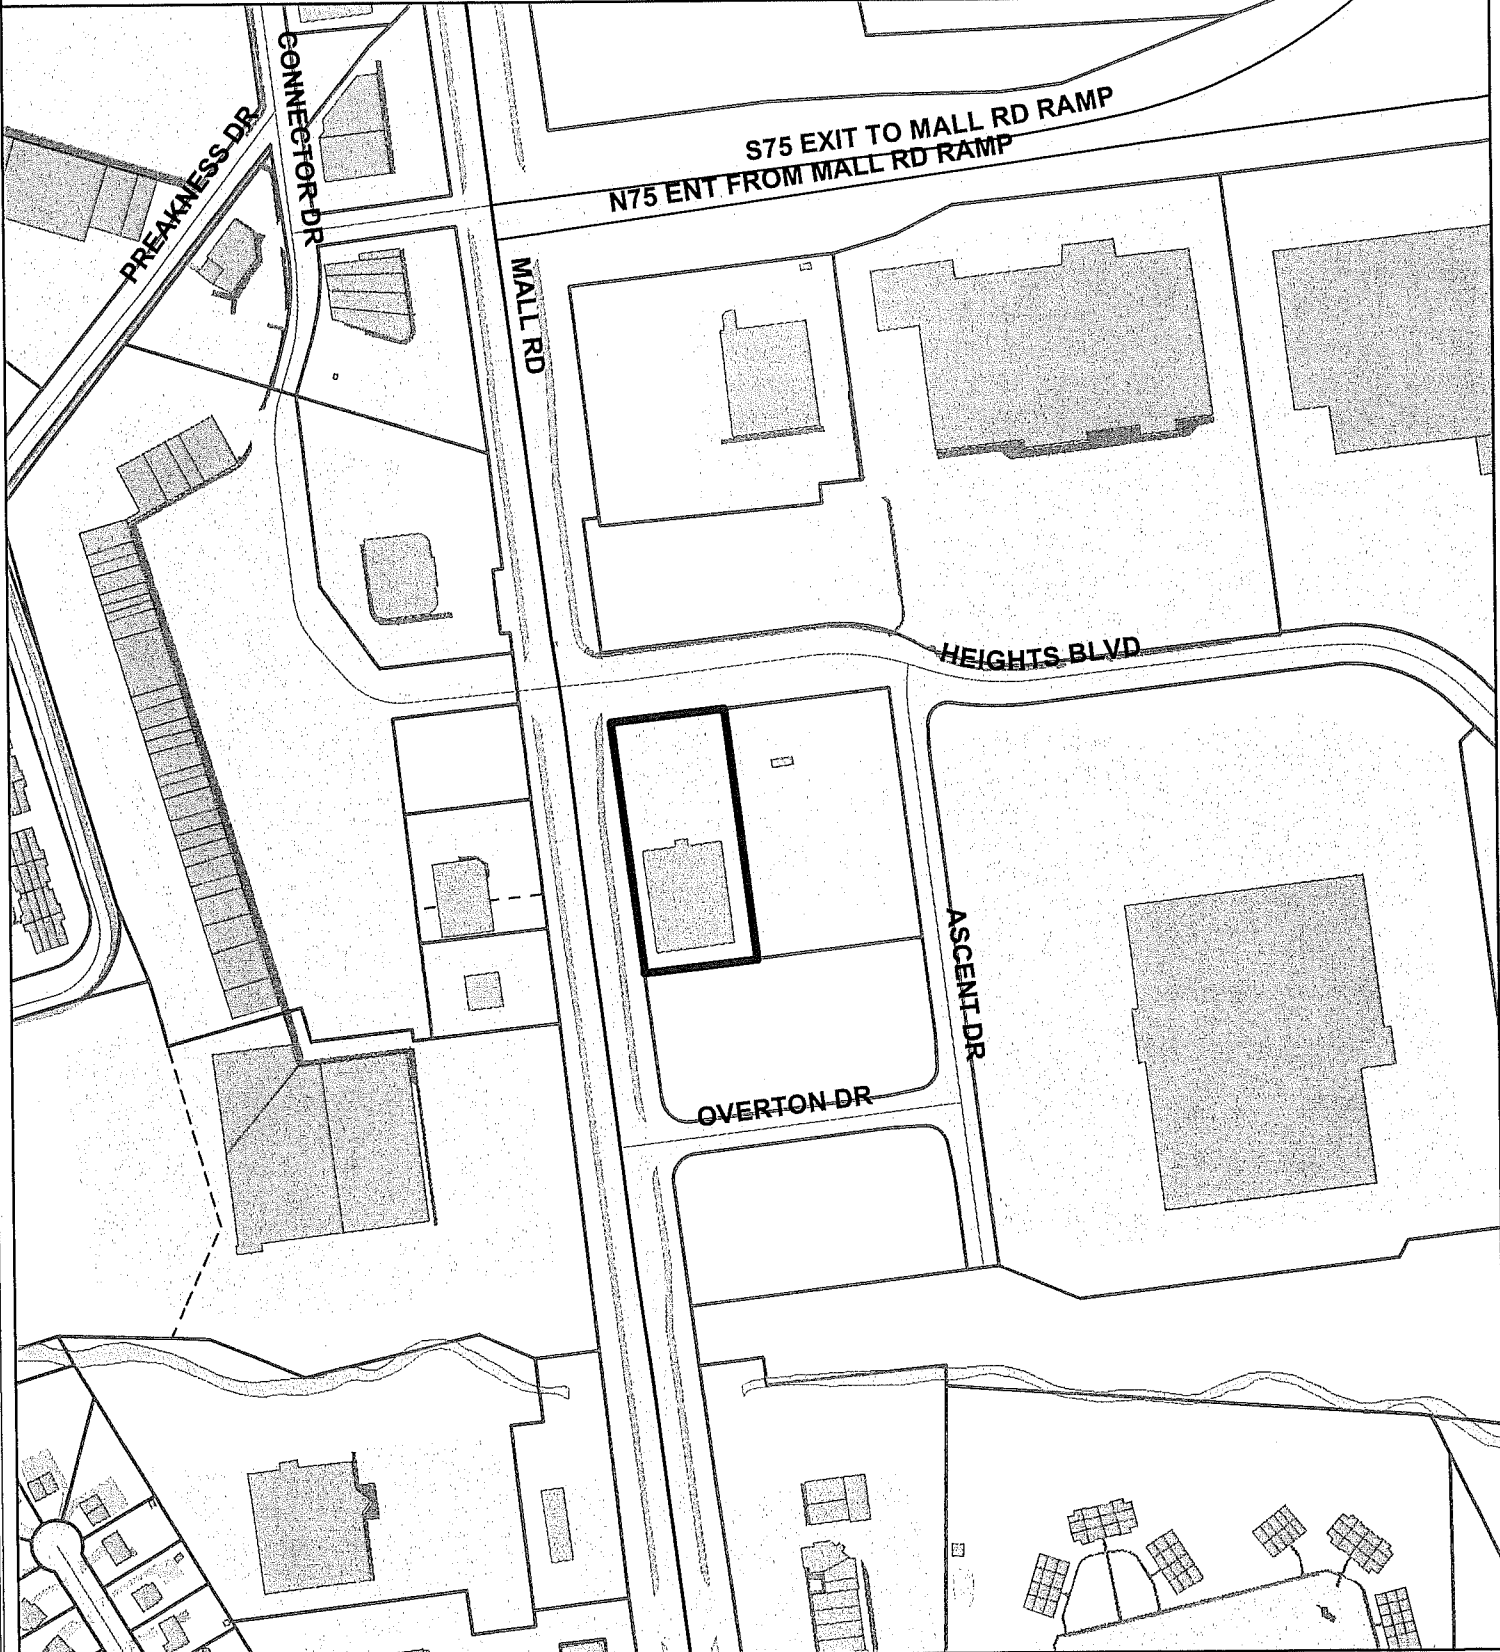 CONNECTOR DR
PREAKNESS DR
S75 EXIT TO MALL RD RAMP
N75 ENT FROM MALL RD RAMP
MALL RD
HEIGHTS BLVD
ASCENT DR
OVERTON DR